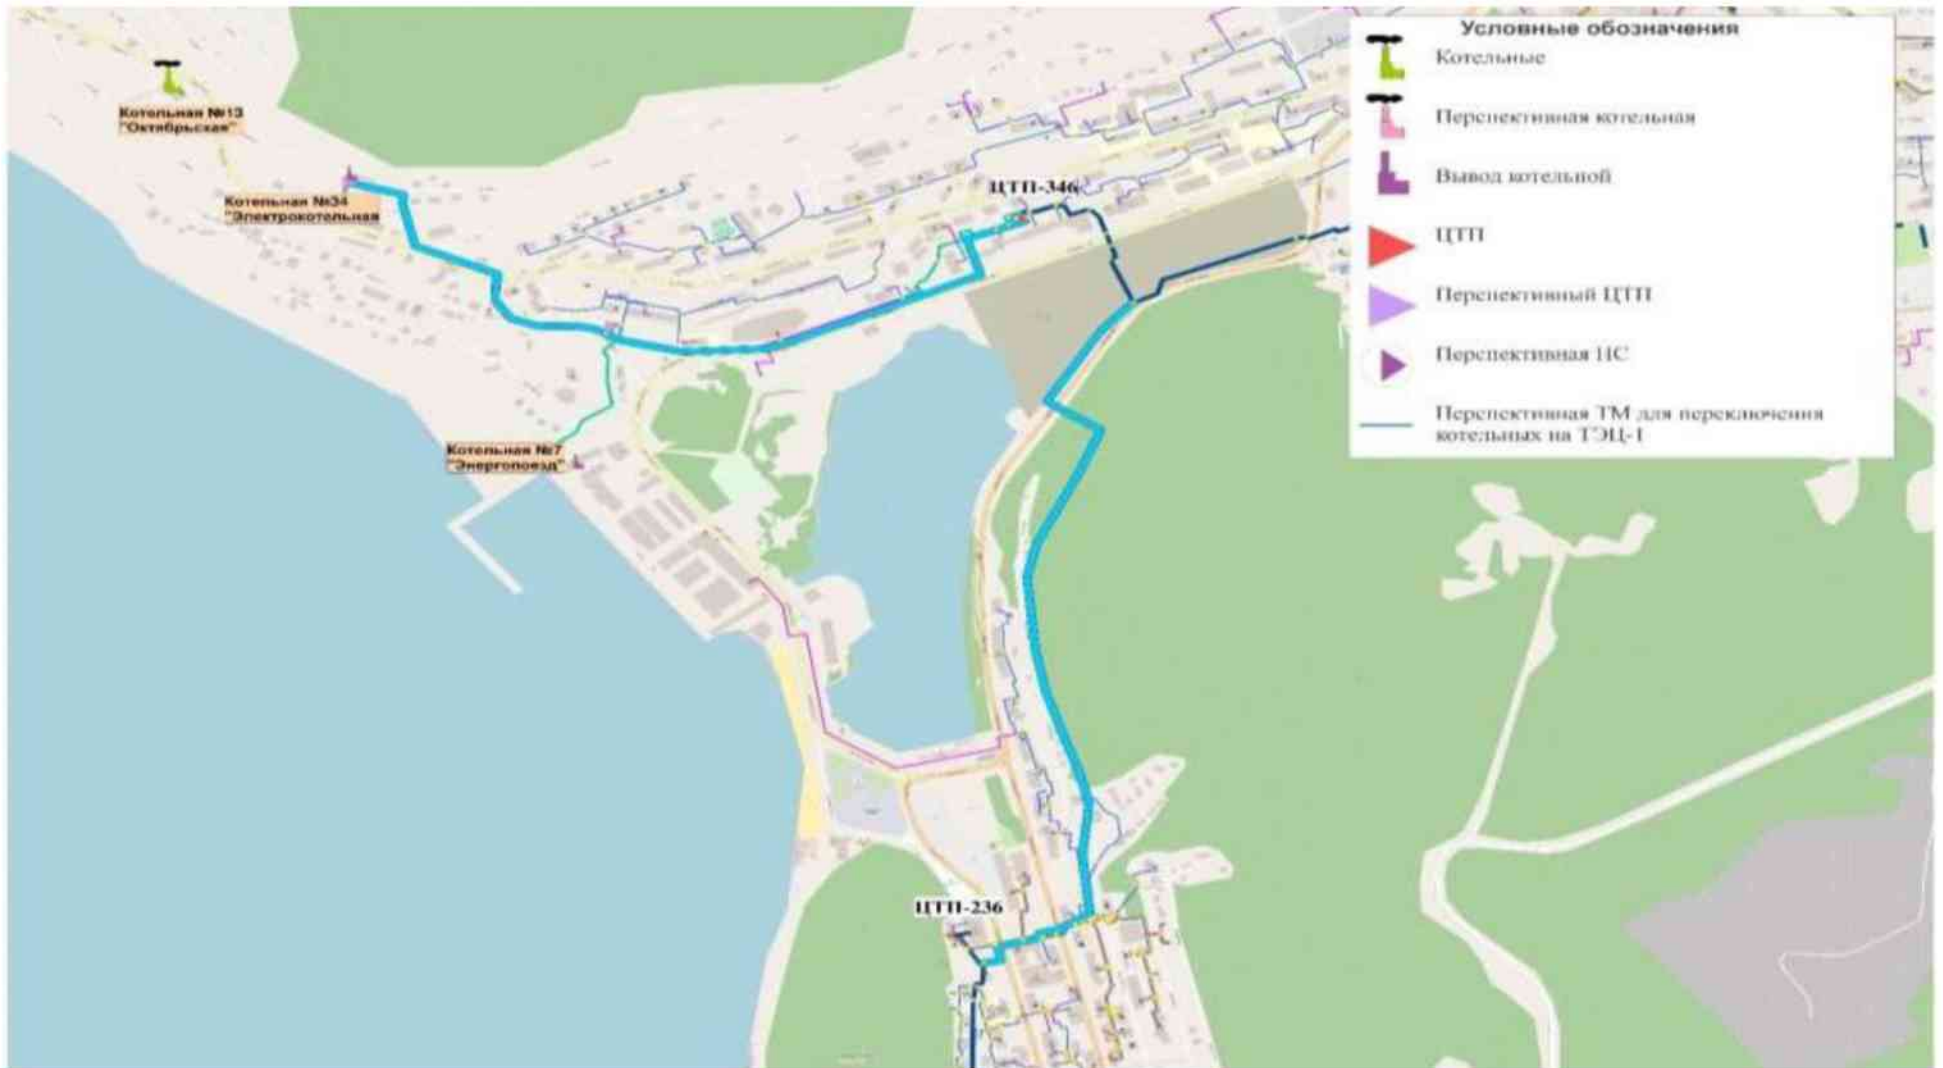 Условные обозначения
Котельные
Перспективная котельная
Вывод котельной
ЦТП
Перспективный ЦТП
Перспективная НС
Перспективная ТМ для переключения
котельных на ТЭЦ-1
Котельная №13
"Октябрьская"
Котельная №34
"Электрокотельная
ЦТП-346
Котельная №7
"Энергопоезд"
ЦТП-236